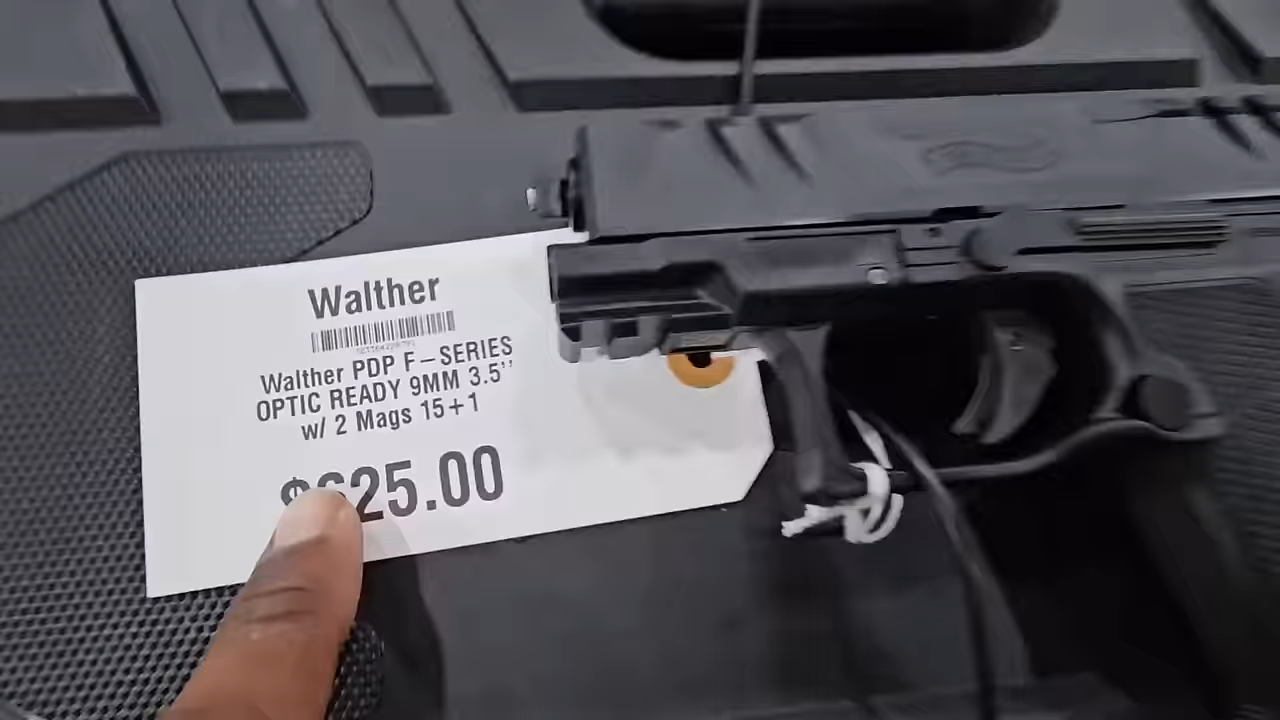 Walther
Walther PDP F-SERIES
OPTIC READY 9MM 3.5''
w/ 2 Mags 15+1
$625.00